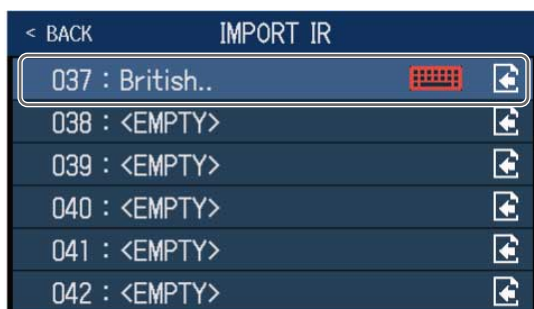 < BACK IMPORT IR
037 : British..
038 : <EMPTY>
039 : <EMPTY>
040 : <EMPTY>
041 : <EMPTY>
042 : <EMPTY>